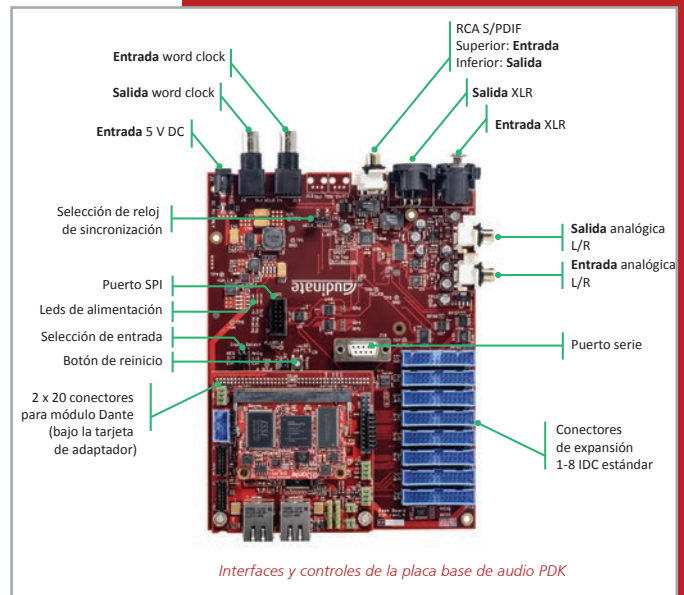 RCA S/PDIF
Superior: Entrada
Inferior: Salida
Entrada word clock
Salida XLR
Salida word clock
Entrada XLR
Entrada 5 V DC
Selección de reloj
de sincronización
Salida analógica
L/R
Entrada analógica
L/R
Puerto SPI
Leds de alimentación
Selección de entrada
Botón de reinicio
Puerto serie
2 x 20 conectores
para módulo Dante
(bajo la tarjeta
de adaptador)
Conectores
de expansión
1-8 IDC estándar
Audinate
Interfaces y controles de la placa base de audio PDK